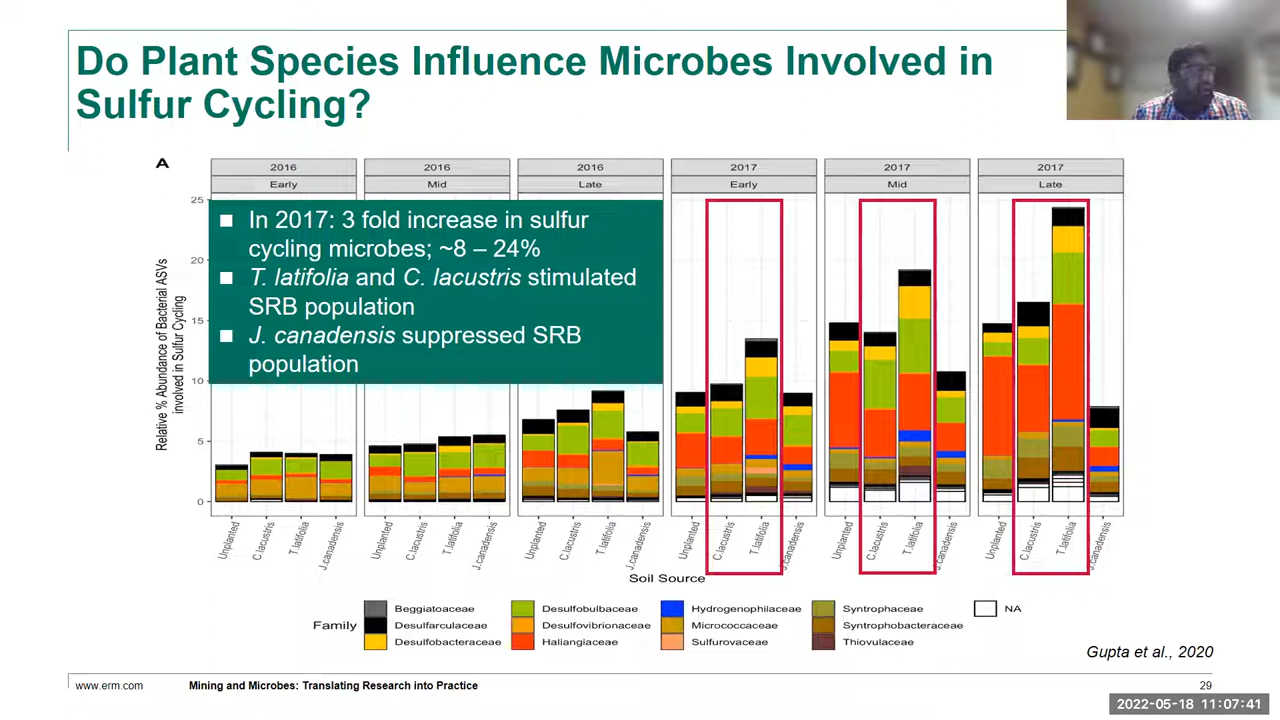 Do Plant Species Influence Microbes Involved in
Sulfur Cycling?
A
2016
2016
2016
2017
2017
2017
Early
Mid
Late
Early
Mid
Late
25
20
15
10
5
0
Relative % Abundance of Bacterial ASVs
involved in Sulfur Cycling
■ In 2017: 3 fold increase in sulfur
cycling microbes; ~8 – 24%
■ T. latifolia and C. lacustris stimulated
SRB population
■ J. canadensis suppressed SRB
population
Unplanted
C.lacustris
T.latifolia
J.canadensis
Unplanted
C.lacustris
T.latifolia
J.canadensis
Unplanted
C.lacustris
T.latifolia
J.canadensis
Unplanted
C.lacustris
T.latifolia
J.canadensis
Unplanted
C.lacustris
T.latifolia
J.canadensis
Unplanted
C.lacustris
T.latifolia
J.canadensis
Soil Source
Family
Beggiatoaceae
Desulfarculaceae
Desulfobacteraceae
Desulfobulbaceae
Desulfovibrionaceae
Haliangiaceae
Hydrogenophilaceae
Micrococcaceae
Sulfurovaceae
Syntrophaceae
Syntrophobacteraceae
Thiovulaceae
NA
Gupta et al., 2020
www.erm.com
Mining and Microbes: Translating Research into Practice
29
2022-05-18 11:07:41